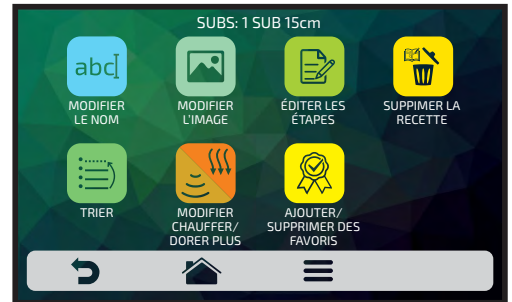 SUBS: 1 SUB 15cm
abc
MODIFIER
LE NOM
MODIFIER
L'IMAGE
ÉDITER LES
ÉTAPES
SUPPIMER LA
RECETTE
TRIER
MODIFIER
CHAUFFER/
DORER PLUS
AJOUTER/
SUPPRIMER DES
FAVORIS